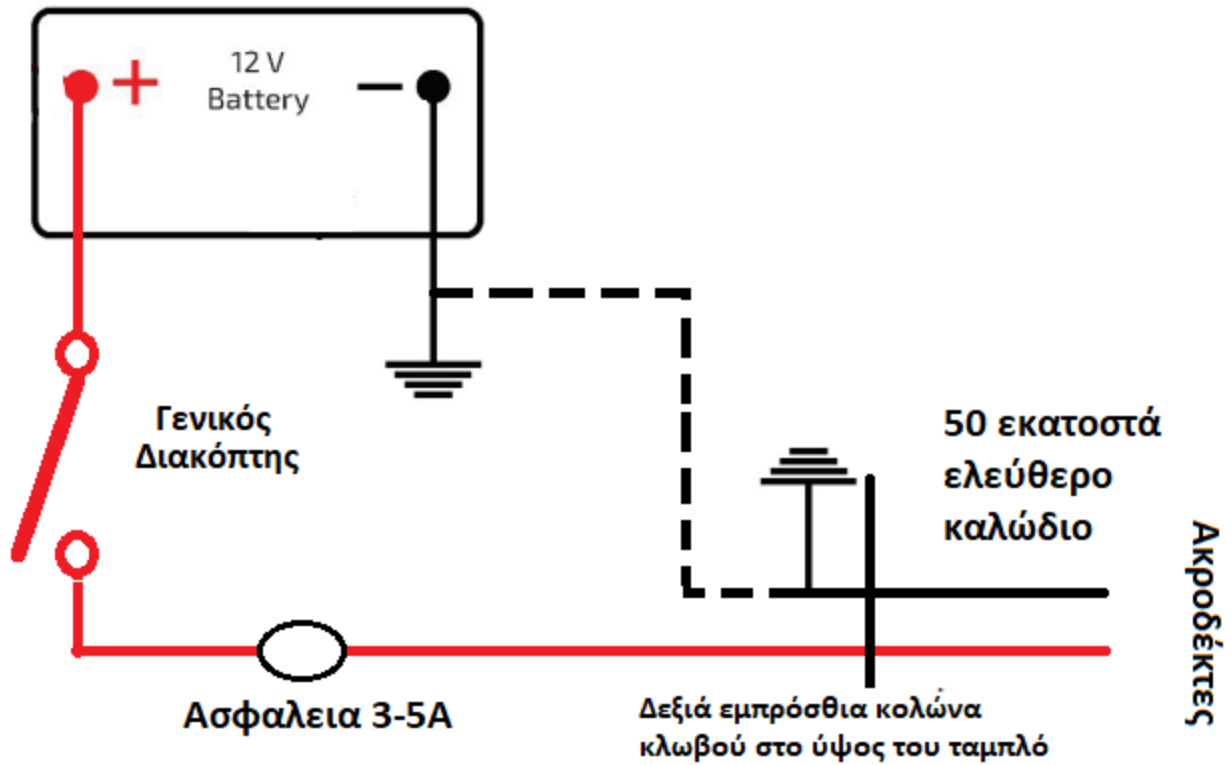 + 12 V −
Battery
Γενικός
Διακόπτης
50 εκατοστά
ελεύθερο
καλώδιο
Ακροδέκτες
Ασφαλεια 3-5Α
Δεξιά εμπρόσθια κολώνα
κλωβού στο ύψος του ταμπλό